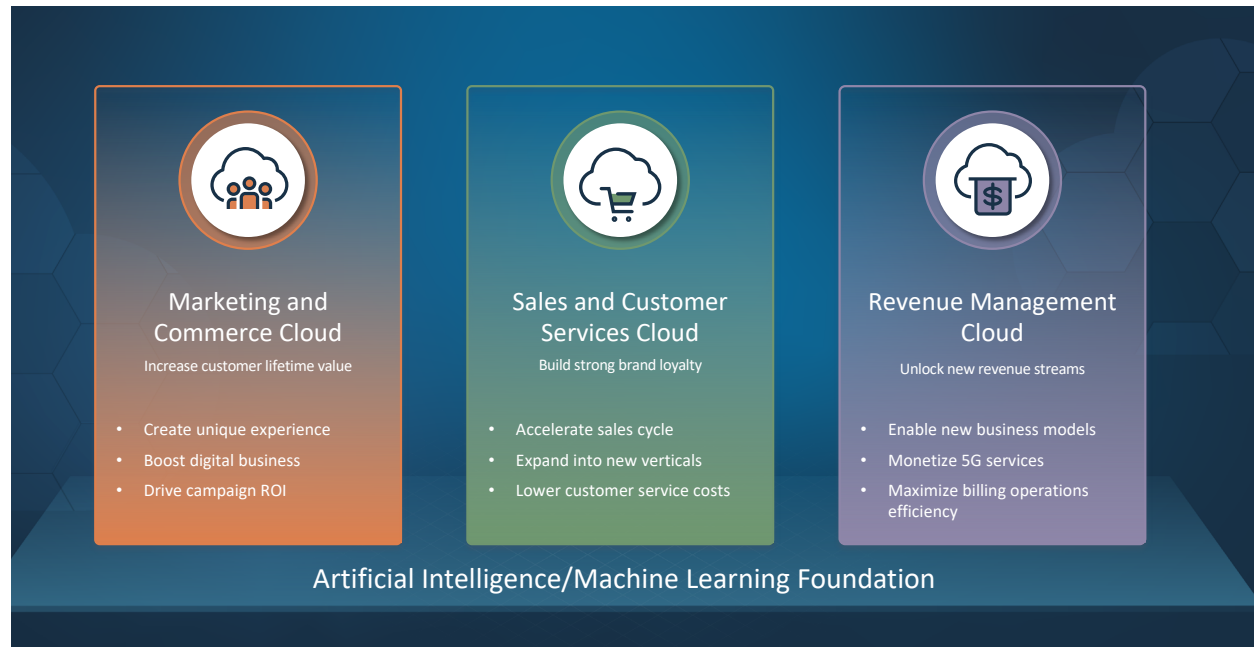 $
Marketing and
Commerce Cloud
Increase customer lifetime value
• Create unique experience
• Boost digital business
• Drive campaign ROI
Sales and Customer
Services Cloud
Build strong brand loyalty
• Accelerate sales cycle
• Expand into new verticals
• Lower customer service costs
Revenue Management
Cloud
Unlock new revenue streams
• Enable new business models
• Monetize 5G services
• Maximize billing operations
efficiency
Artificial Intelligence/Machine Learning Foundation